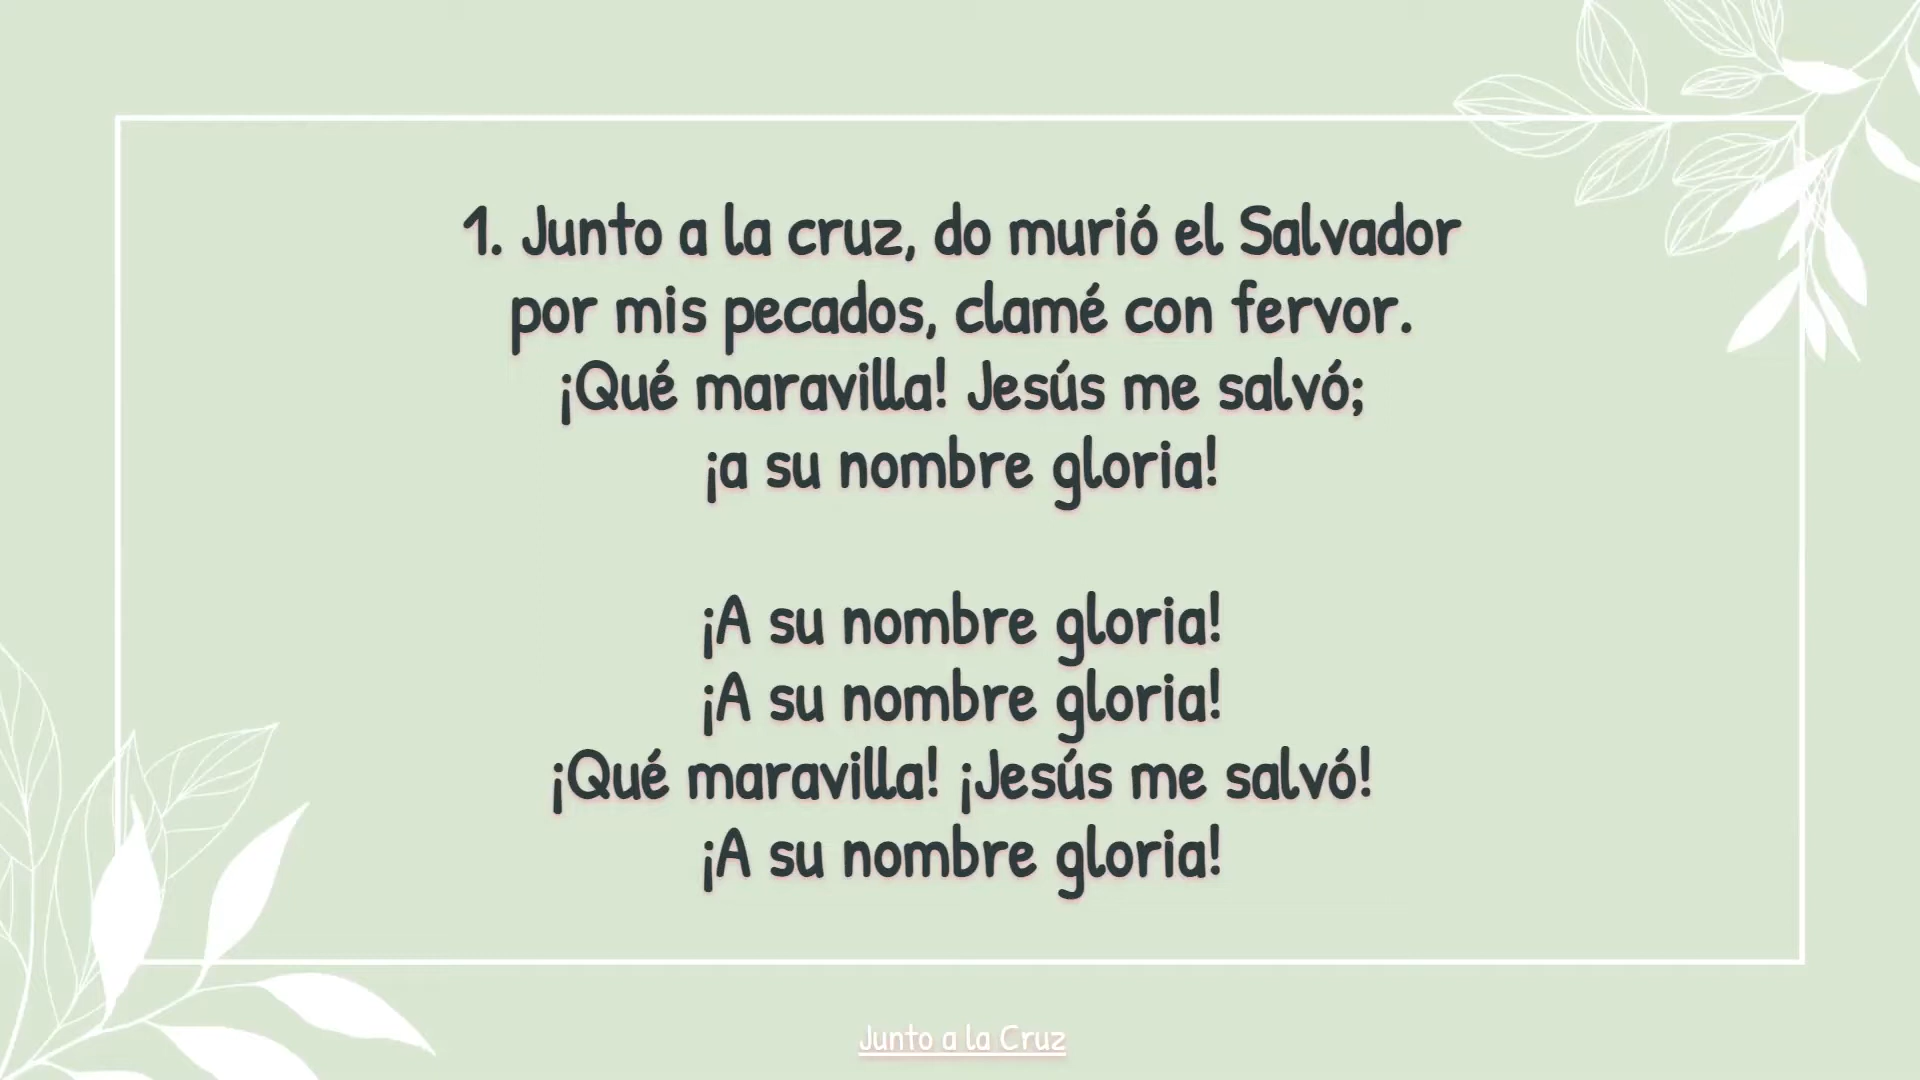 1. Junto a la cruz, do murió el Salvador
por mis pecados, clamé con fervor.
¡Qué maravilla! Jesús me salvó;
¡a su nombre gloria!
¡A su nombre gloria!
¡A su nombre gloria!
¡Qué maravilla! ¡Jesús me salvó!
¡A su nombre gloria!
Junto a la Cruz